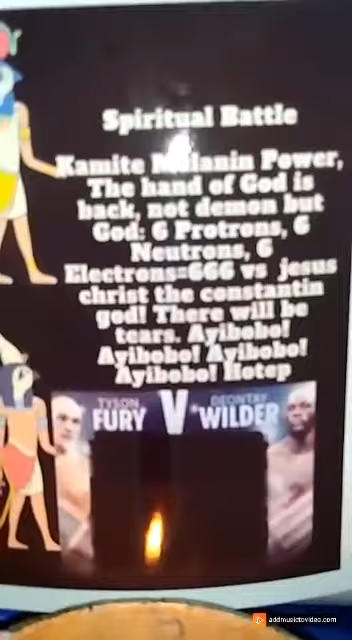 Spiritual Battle
Kamite Melanin Power,
The hand of God is
back, not demon but
God: 6 Protrons, 6
Neutrons, 6
Electrons=666 vs jesus
christ the constantin
god! There will be
tears. Ayibobo!
Ayibobo! Ayibobo!
Ayibobo! Hotep
TYSON FURY V DEONTAY WILDER
addmusictovideo.com